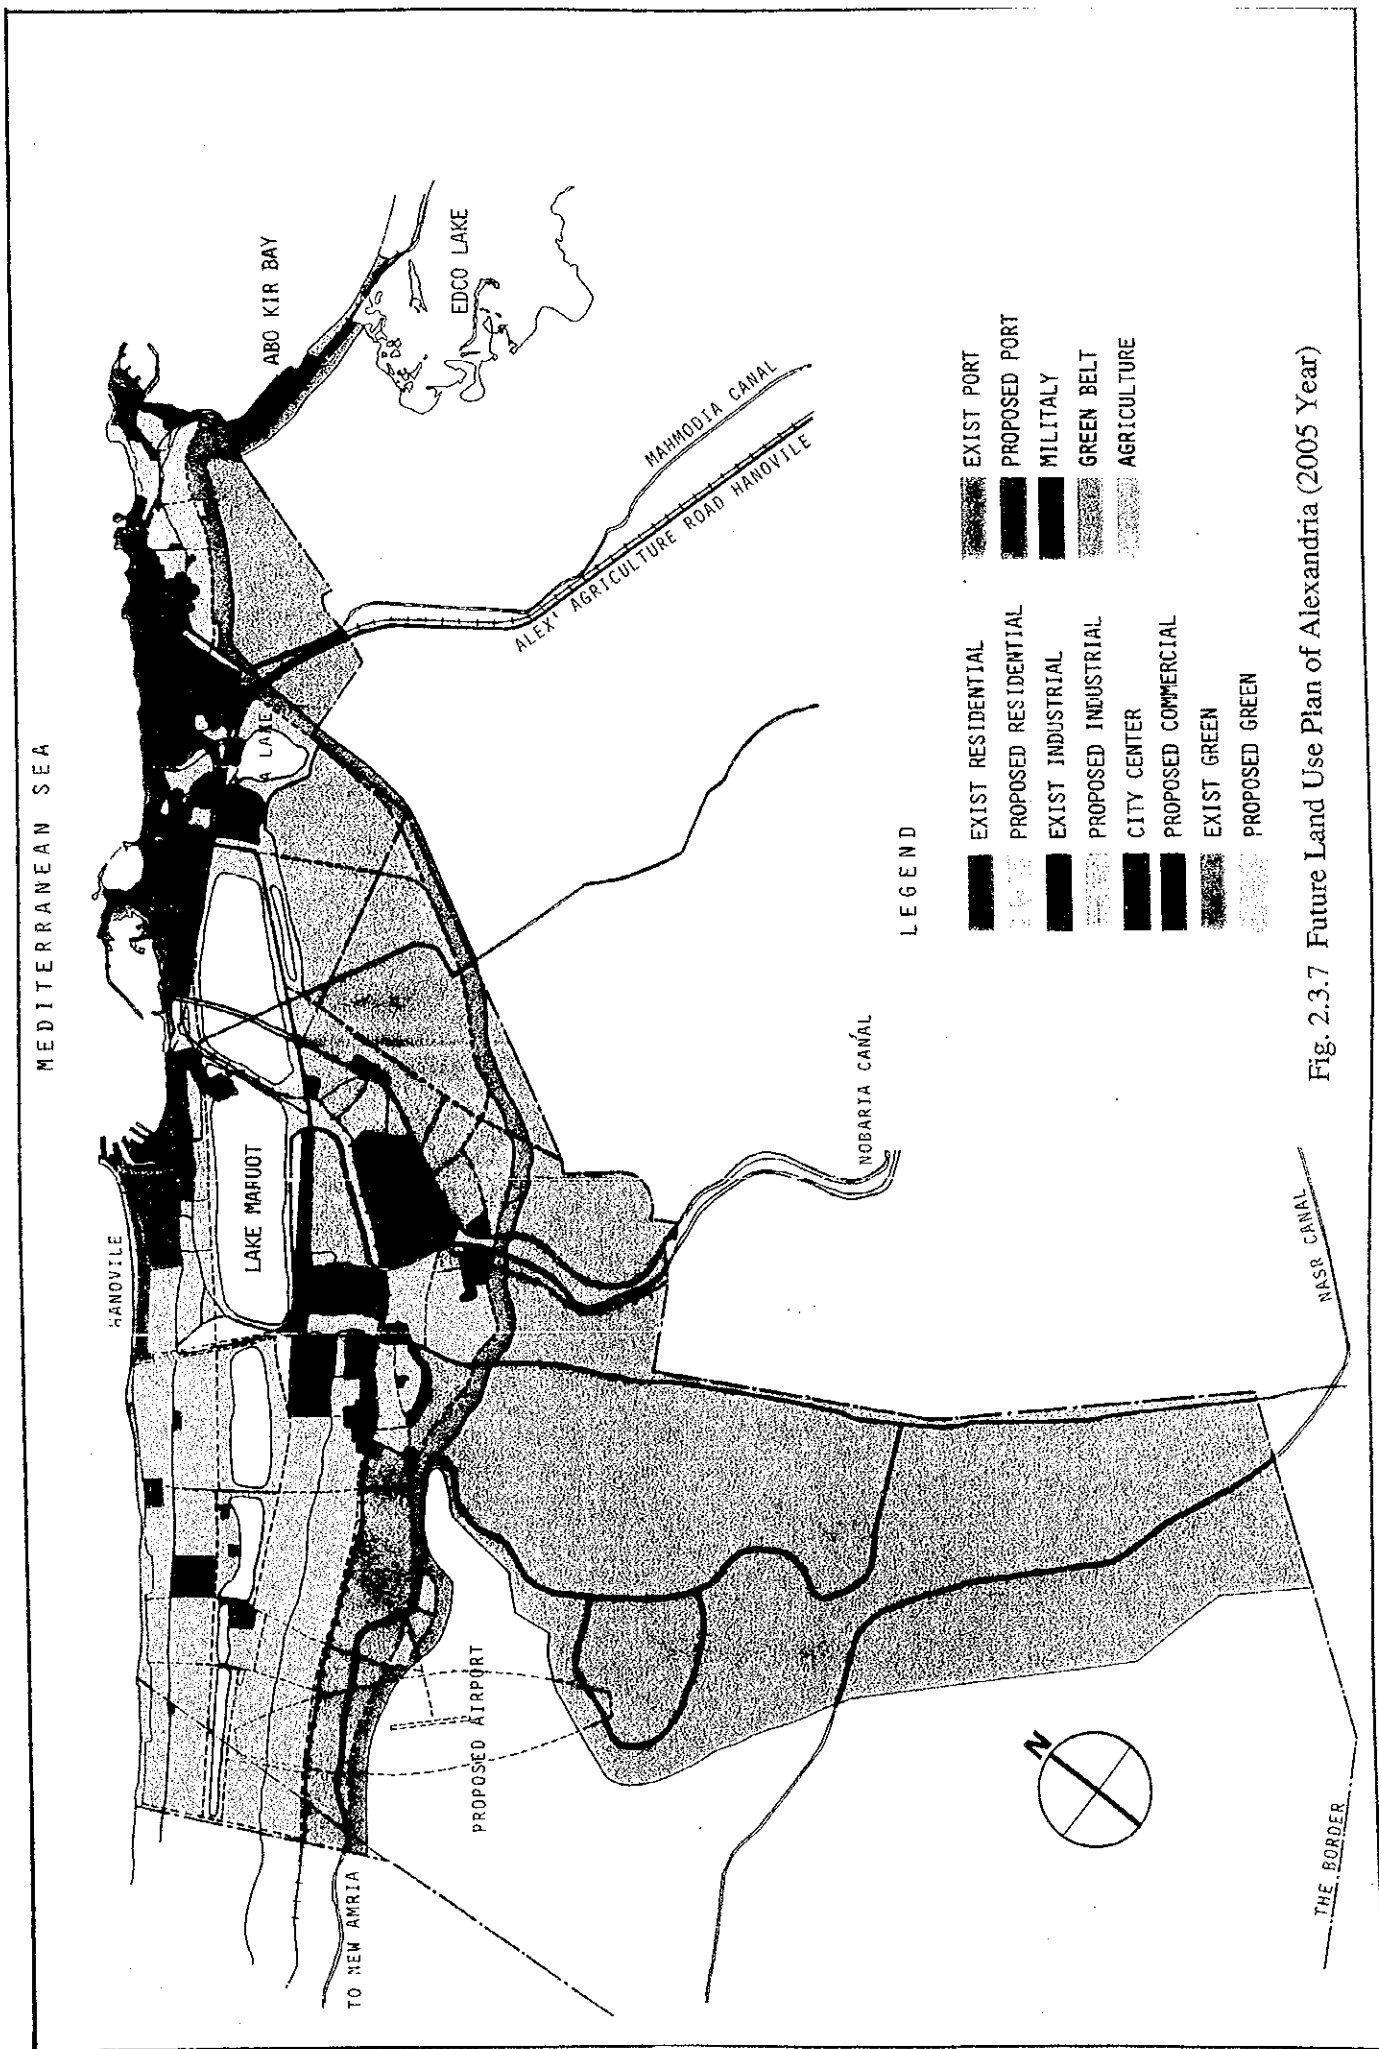 MEDITERRANEAN SEA
HANOVILE
ABO KIR BAY
EDCO LAKE
A LAKE
LAKE MARUOT
MAHMODIA CANAL
ALEX' AGRICULTURE ROAD HANOVILE
NOBARIA CANAL
NASR CANAL
TO NEW AMRIA
PROPOSED AIRPORT
THE BORDER
N
LEGEND
EXIST RESIDENTIAL
PROPOSED RESIDENTIAL
EXIST INDUSTRIAL
PROPOSED INDUSTRIAL
CITY CENTER
PROPOSED COMMERCIAL
EXIST GREEN
PROPOSED GREEN
EXIST PORT
PROPOSED PORT
MILITALY
GREEN BELT
AGRICULTURE
Fig. 2.3.7 Future Land Use Plan of Alexandria (2005 Year)